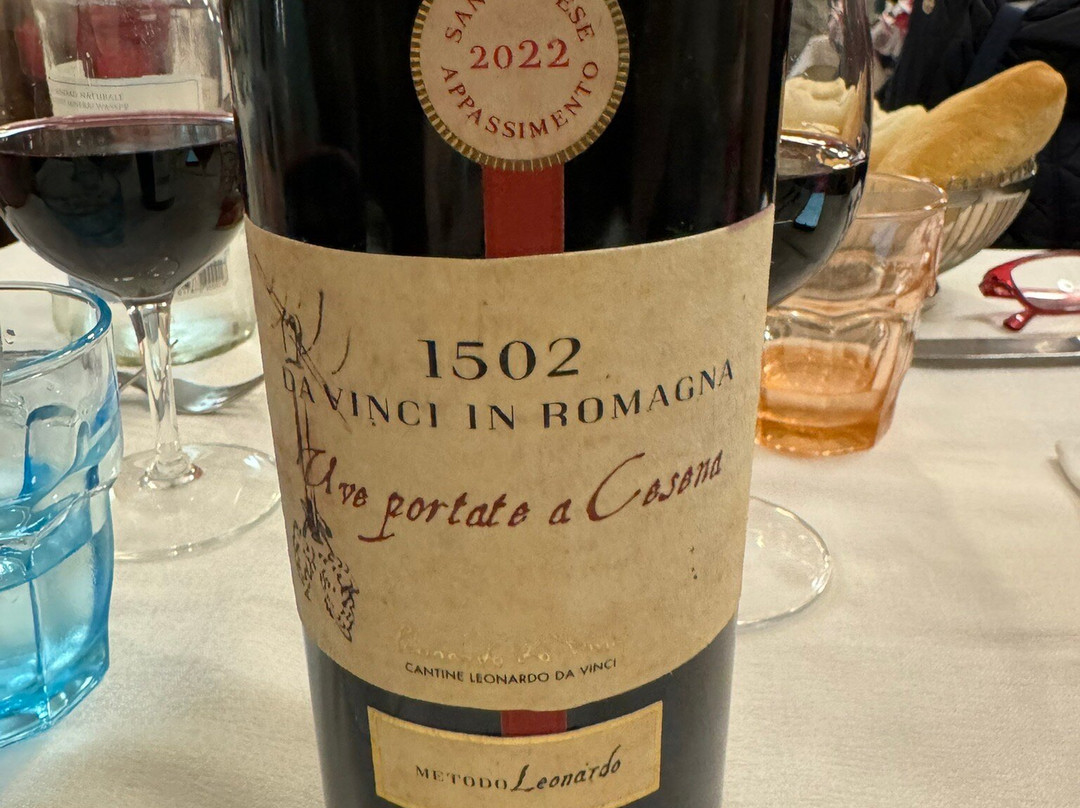 2022
APPASSIMENTO
1502
DA VINCI IN ROMAGNA
Uve portate a Cesena
CANTINE LEONARDO DA VINCI
METODO Leonardo